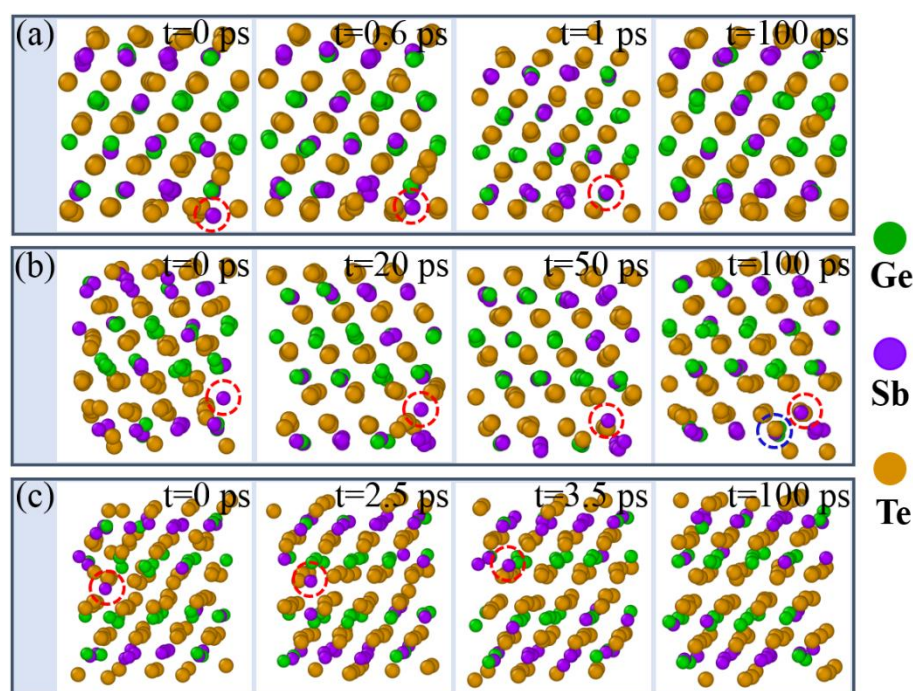 (a) t=0 ps t=0.6 ps t=1 ps t=100 ps
(b) t=0 ps t=20 ps t=50 ps t=100 ps
(c) t=0 ps t=2.5 ps t=3.5 ps t=100 ps
Ge
Sb
Te